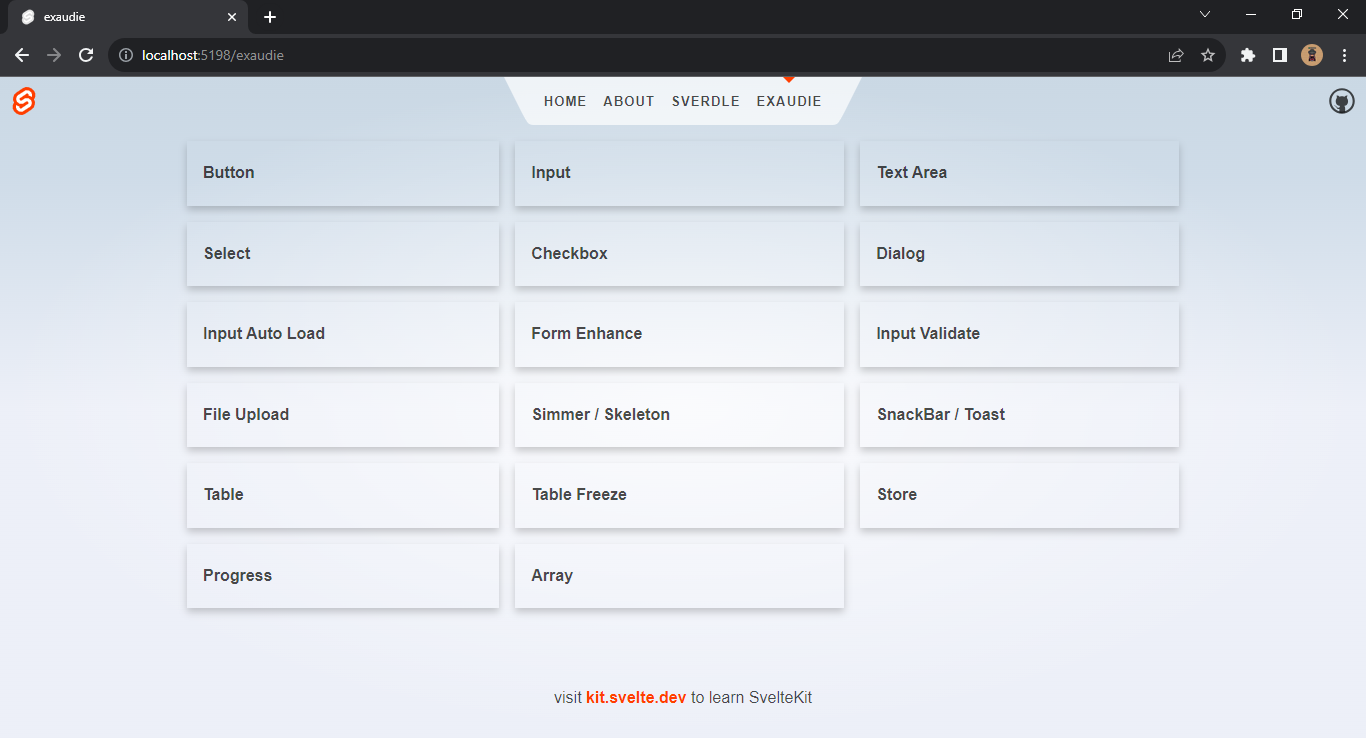 exaudie
localhost:5198/exaudie
HOME ABOUT SVERDLE EXAUDIE
Button Input Text Area
Select Checkbox Dialog
Input Auto Load Form Enhance Input Validate
File Upload Simmer / Skeleton SnackBar / Toast
Table Table Freeze Store
Progress Array
visit kit.svelte.dev to learn SvelteKit